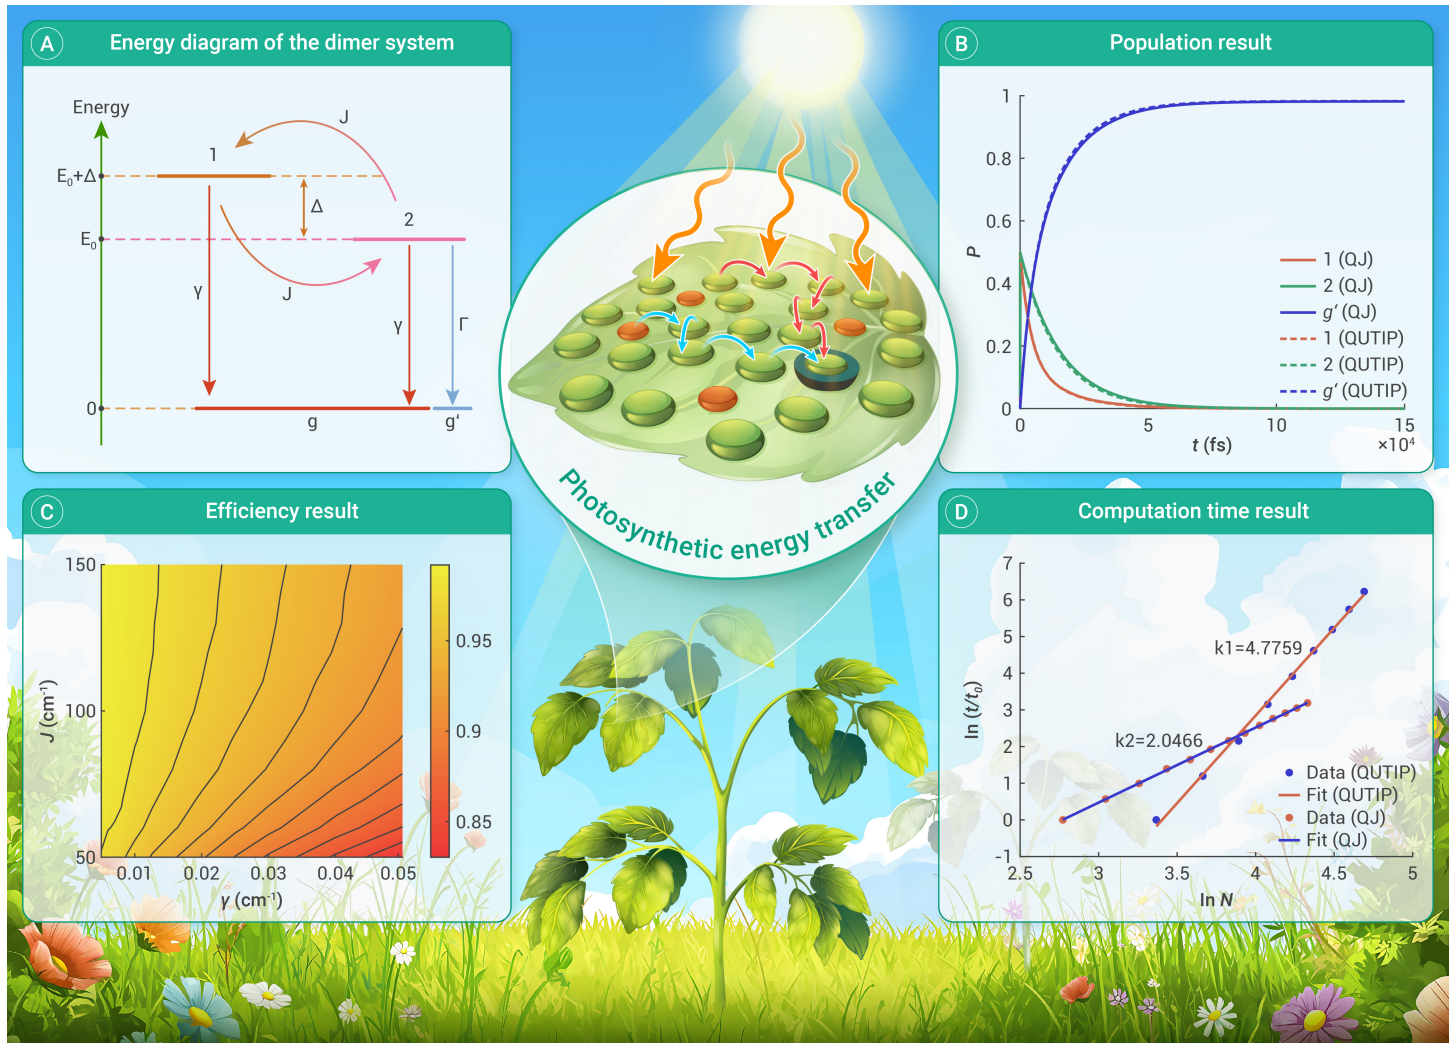 A
Energy diagram of the dimer system
Energy
J
1
E₀+Δ
Δ
2
E₀
γ
J
γ
Γ
0
g
g‘
B
Population result
1
0.8
0.6
0.4
0.2
0
P
1 (QJ)
2 (QJ)
g‘ (QJ)
1 (QUTIP)
2 (QUTIP)
g‘ (QUTIP)
0
5
10
15
t (fs)
×10⁴
Photosynthetic energy transfer
C
Efficiency result
150
100
50
J (cm⁻¹)
0.01
0.02
0.03
0.04
0.05
γ (cm⁻¹)
0.95
0.9
0.85
D
Computation time result
7
6
5
4
3
2
1
0
-1
ln (t/t₀)
k1=4.7759
k2=2.0466
Data (QUTIP)
Fit (QUTIP)
Data (QJ)
Fit (QJ)
2.5
3
3.5
4
4.5
5
ln N